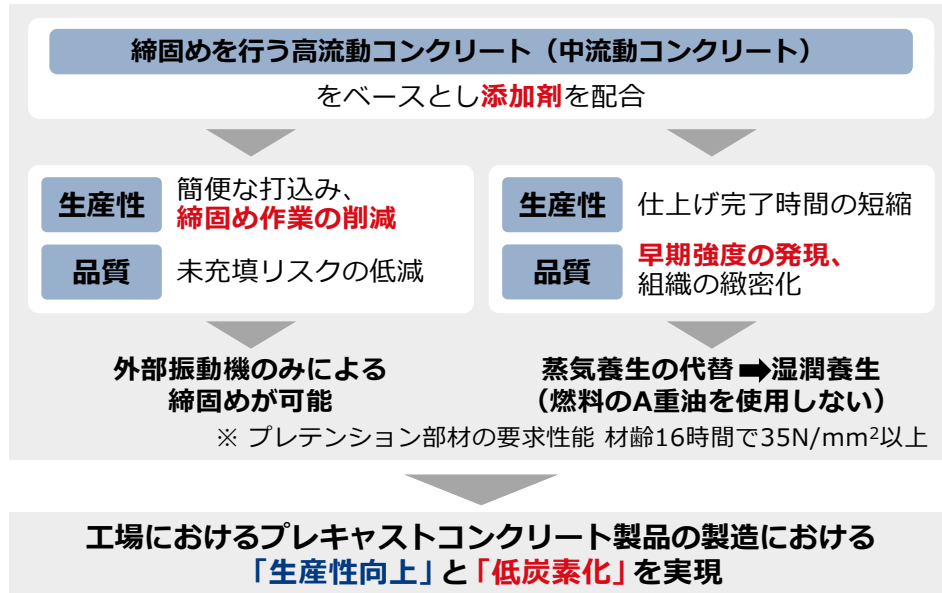 締固めを行う高流動コンクリート（中流動コンクリート）
をベースとし添加剤を配合
生産性
簡便な打込み、
締固め作業の削減
品質
未充填リスクの低減
外部振動機のみによる
締固めが可能
生産性
仕上げ完了時間の短縮
品質
早期強度の発現、
組織の緻密化
蒸気養生の代替➡湿潤養生
（燃料のA重油を使用しない）
※ プレテンション部材の要求性能 材齢16時間で35N/mm²以上
工場におけるプレキャストコンクリート製品の製造における
「生産性向上」と「低炭素化」を実現